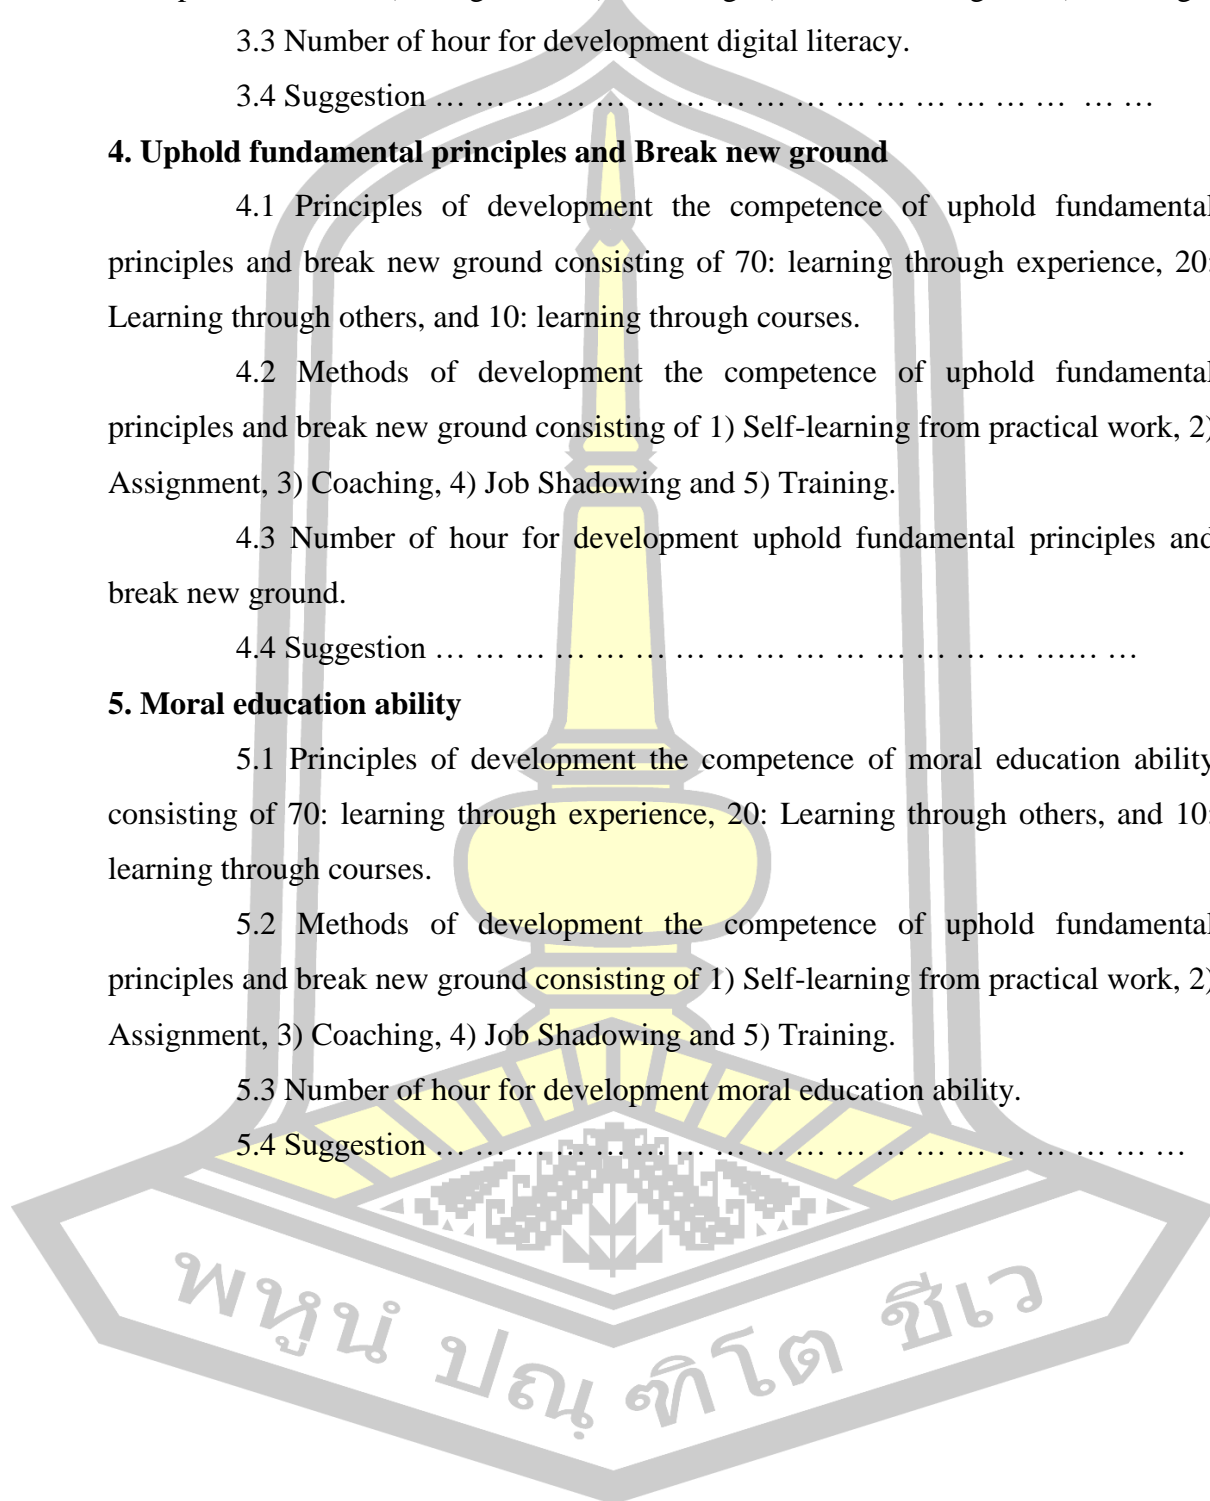 3.3 Number of hour for development digital literacy.
3.4 Suggestion … … … … … … … … … … … … … … … …  … …
4. Uphold fundamental principles and Break new ground
4.1 Principles of development the competence of uphold fundamental
principles and break new ground consisting of 70: learning through experience, 20:
Learning through others, and 10: learning through courses.
4.2 Methods of development the competence of uphold fundamental
principles and break new ground consisting of 1) Self-learning from practical work, 2)
Assignment, 3) Coaching, 4) Job Shadowing and 5) Training.
4.3 Number of hour for development uphold fundamental principles and
break new ground.
4.4 Suggestion … … … … … … … … … … … … … … … …… …
5. Moral education ability
5.1 Principles of development the competence of moral education ability
consisting of 70: learning through experience, 20: Learning through others, and 10:
learning through courses.
5.2 Methods of development the competence of uphold fundamental
principles and break new ground consisting of 1) Self-learning from practical work, 2)
Assignment, 3) Coaching, 4) Job Shadowing and 5) Training.
5.3 Number of hour for development moral education ability.
5.4 Suggestion … … … … … … … … … … … … … … … … … … …
พหูนํ ปณฺฑิโต ชีเว